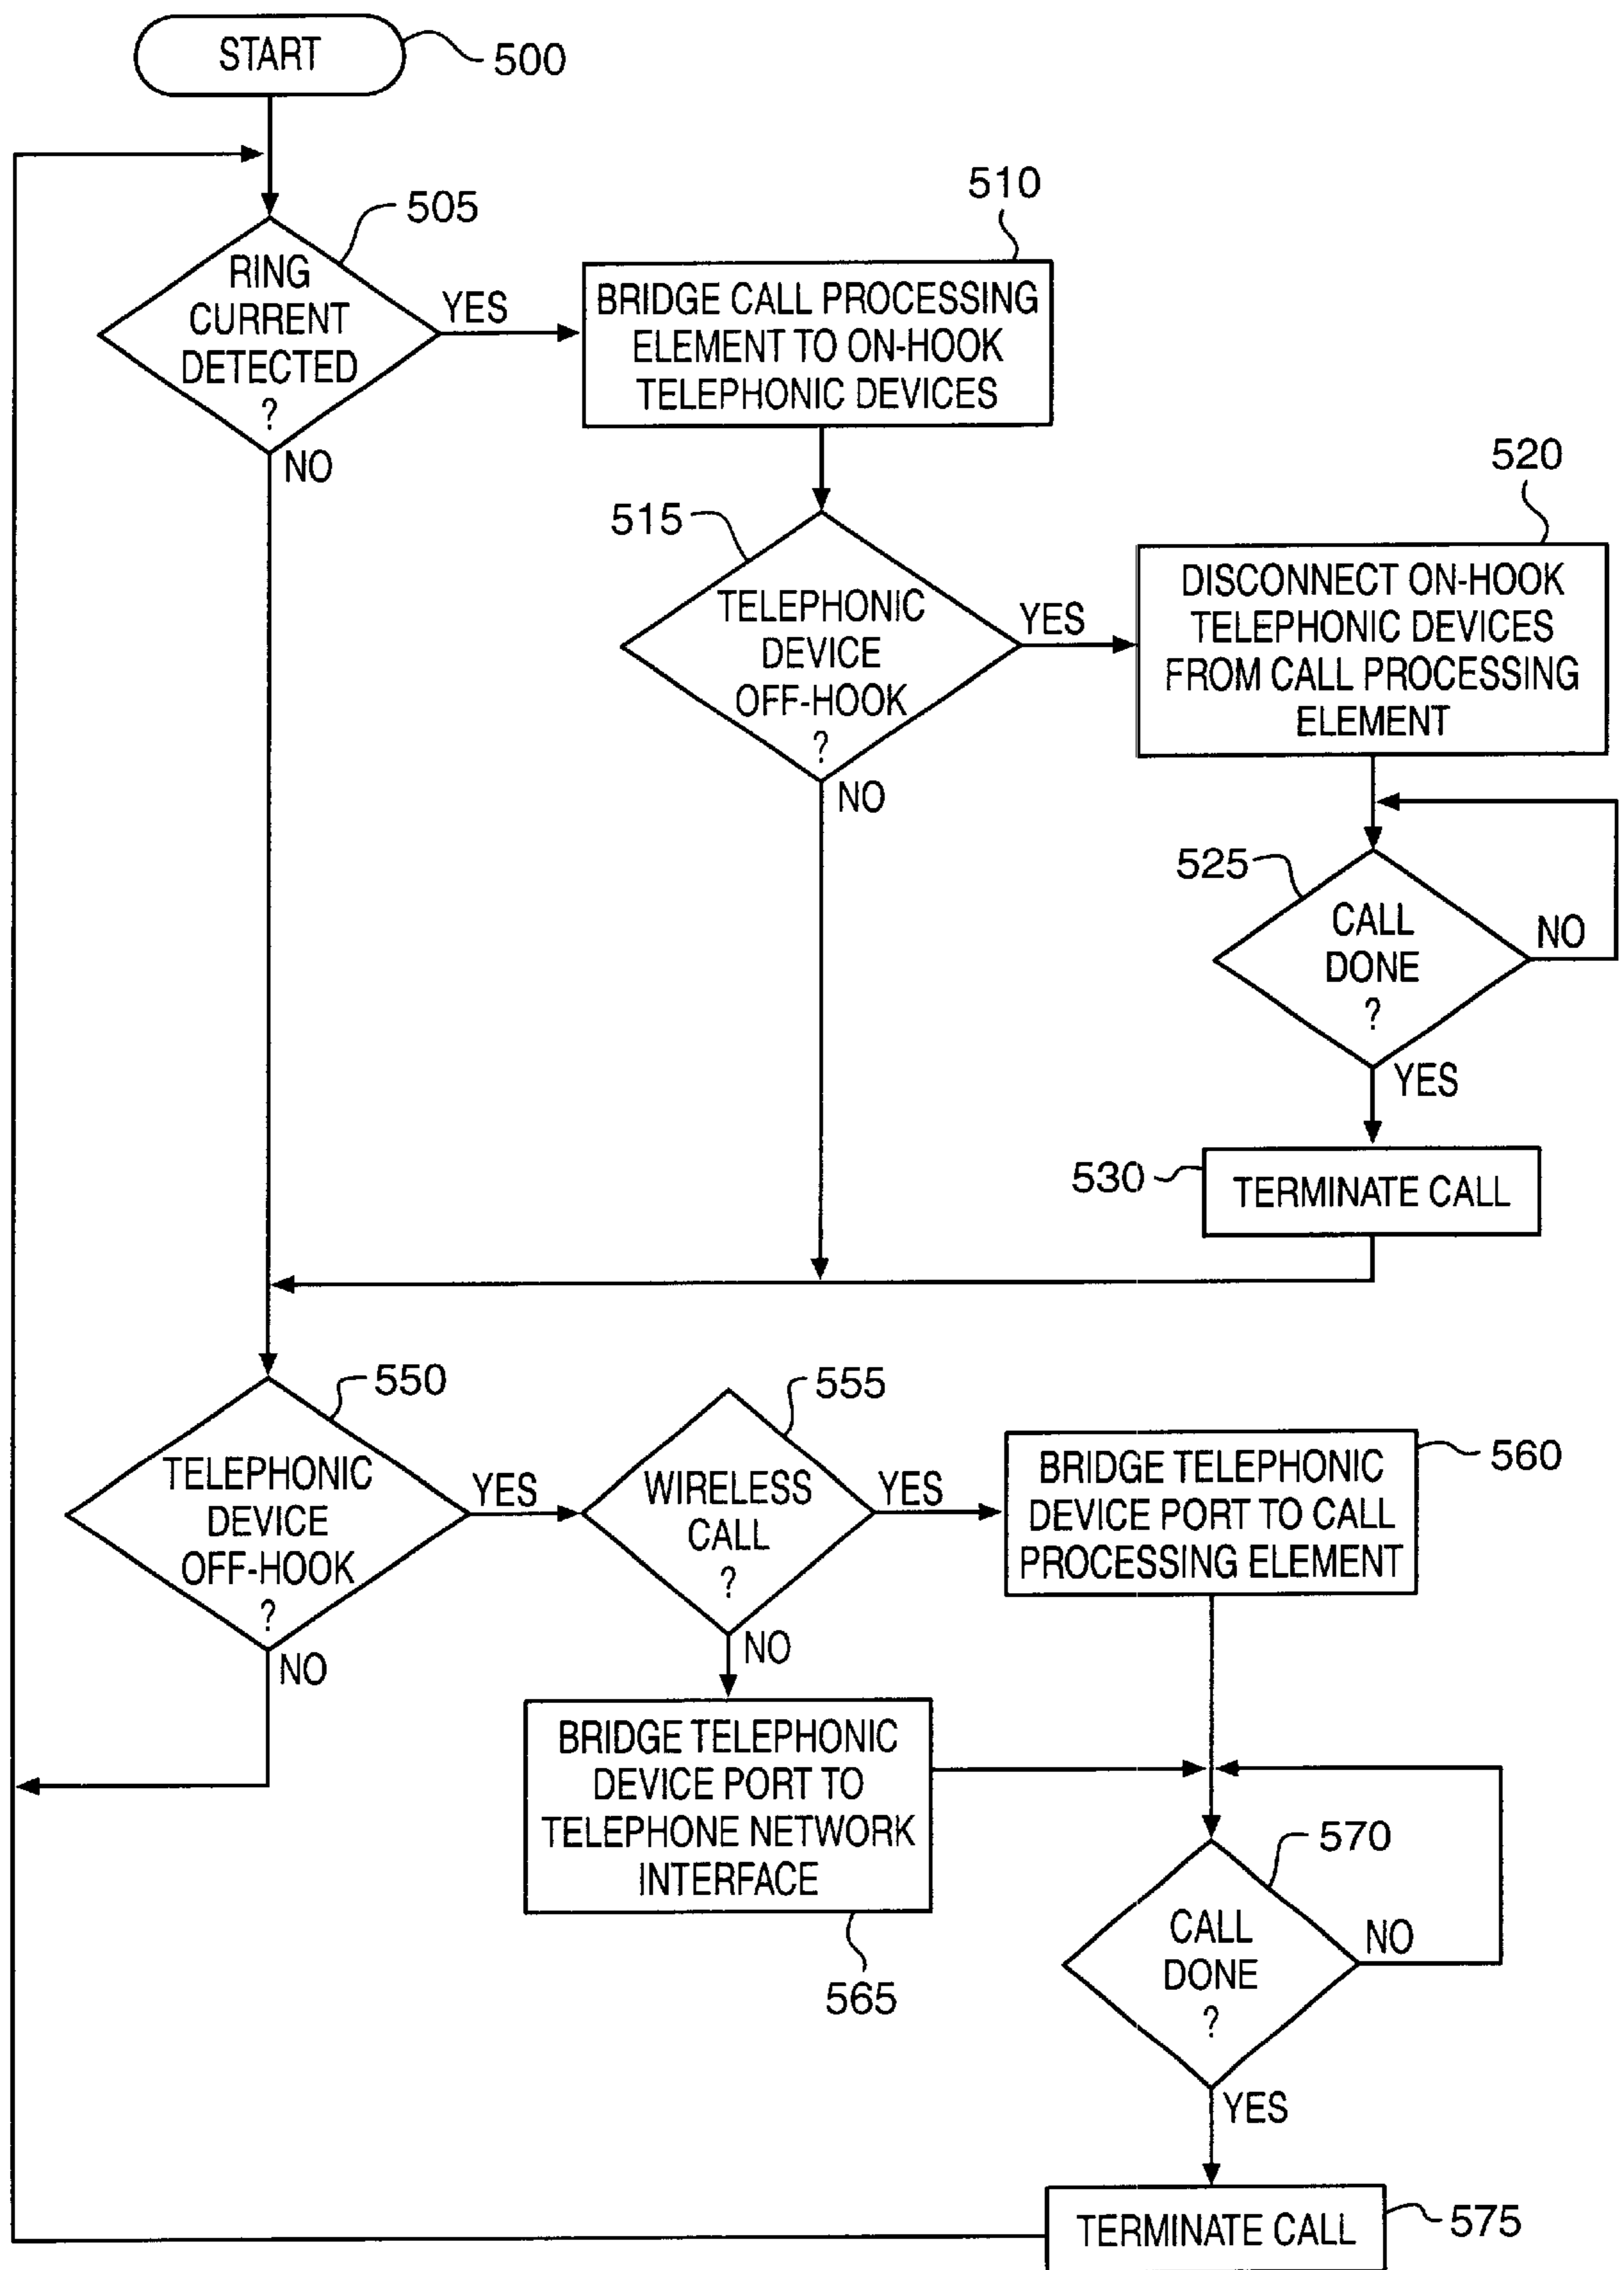 START
500
505
RING
CURRENT
DETECTED
?
YES
NO
510
BRIDGE CALL PROCESSING
ELEMENT TO ON-HOOK
TELEPHONIC DEVICES
515
TELEPHONIC
DEVICE
OFF-HOOK
?
YES
NO
520
DISCONNECT ON-HOOK
TELEPHONIC DEVICES
FROM CALL PROCESSING
ELEMENT
525
CALL
DONE
?
NO
YES
530
TERMINATE CALL
550
TELEPHONIC
DEVICE
OFF-HOOK
?
YES
NO
555
WIRELESS
CALL
?
YES
NO
560
BRIDGE TELEPHONIC
DEVICE PORT TO CALL
PROCESSING ELEMENT
BRIDGE TELEPHONIC
DEVICE PORT TO
TELEPHONE NETWORK
INTERFACE
565
570
CALL
DONE
?
NO
YES
TERMINATE CALL
575